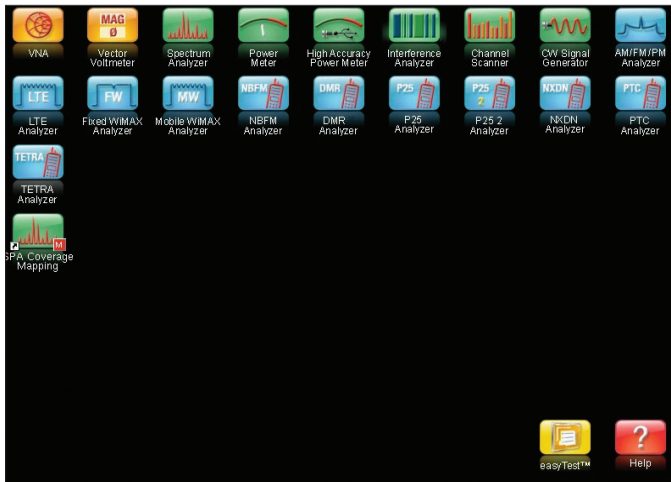 MAG
Ø
VNA
Vector
Voltmeter
Spectrum
Analyzer
Power
Meter
High Accuracy
Power Meter
Interference
Analyzer
Channel
Scanner
CW Signal
Generator
AM/FM/PM
Analyzer
LTE
LTE
Analyzer
FW
Fixed WiMAX
Analyzer
MW
Mobile WiMAX
Analyzer
NBFM
NBFM
Analyzer
DMR
DMR
Analyzer
P25
P25
Analyzer
P25
2
P25 2
Analyzer
NXDN
NXDN
Analyzer
PTC
PTC
Analyzer
TETRA
TETRA
Analyzer
M
SPA Coverage
Mapping
easyTest™
?
Help